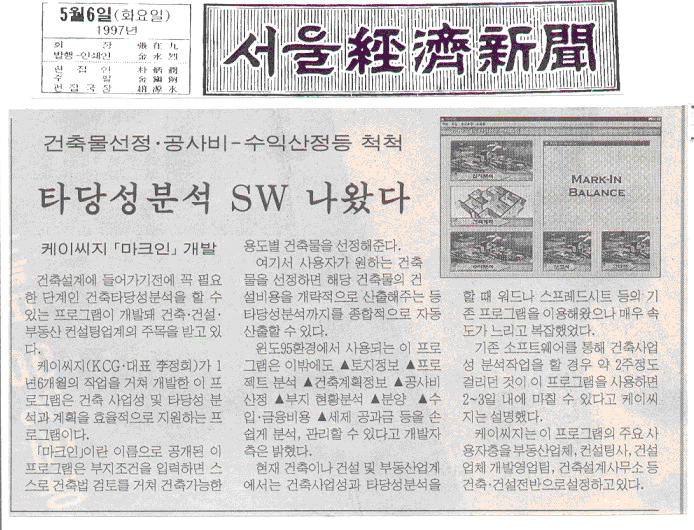 5월6일(화요일)
1997년
회 장 張在九
발행·인쇄인 金永烈
편 집 인 朴炳潤
주 필
편집국장
서울經濟新聞
건축물선정·공사비-수익산정등 척척
타당성분석 SW 나왔다
케이씨지 「마크인」 개발
건축설계에 들어가기전에 꼭 필요
한 단계인 건축타당성분석을 할 수
있는 프로그램이 개발돼 건축·건설·
부동산 컨설팅업계의 주목을 받고 있
다.
케이씨지(KCG·대표 李정희)가 1
년6개월의 작업을 거쳐 개발한 이 프
로그램은 건축 사업성 및 타당성 분
석과 계획을 효율적으로 지원하는 프
로그램이다.
「마크인」이란 이름으로 공개된 이
프로그램은 부지조건을 입력하면 스
스로 건축법 검토를 거쳐 건축가능한
용도별 건축물을 선정해준다.
여기서 사용자가 원하는 건축
물을 선정하면 해당 건축물의 건
설비용을 개략적으로 산출해주는 등
타당성분석까지를 종합적으로 자동
산출할 수 있다.
윈도95환경에서 사용되는 이 프로
그램은 이밖에도 ▲토지정보 ▲프로
젝트 분석 ▲건축계획정보 ▲공사비
산정 ▲부지 현황분석 ▲분양 ▲수
입·금융비용 ▲세제 공과금 등을 손
쉽게 분석, 관리할 수 있다고 개발자
측은 밝혔다.
현재 건축이나 건설 및 부동산업계
에서는 건축사업성과 타당성분석을
MARK-IN
BALANCE
할 때 워드나 스프레드시트 등의 기
존 프로그램을 이용해왔으나 매우 속
도가 느리고 복잡했었다.
기존 소프트웨어를 통해 건축사업
성 분석작업을 할 경우 약 2주정도
걸리던 것이 이 프로그램을 사용하면
2~3일 내에 마칠 수 있다고 케이씨
지는 설명했다.
케이씨지는 이 프로그램의 주요 사
용자층을 부동산업체, 컨설팅사, 건설
업체 개발영업팀, 건축설계사무소 등
건축·건설전반으로설정하고있다.